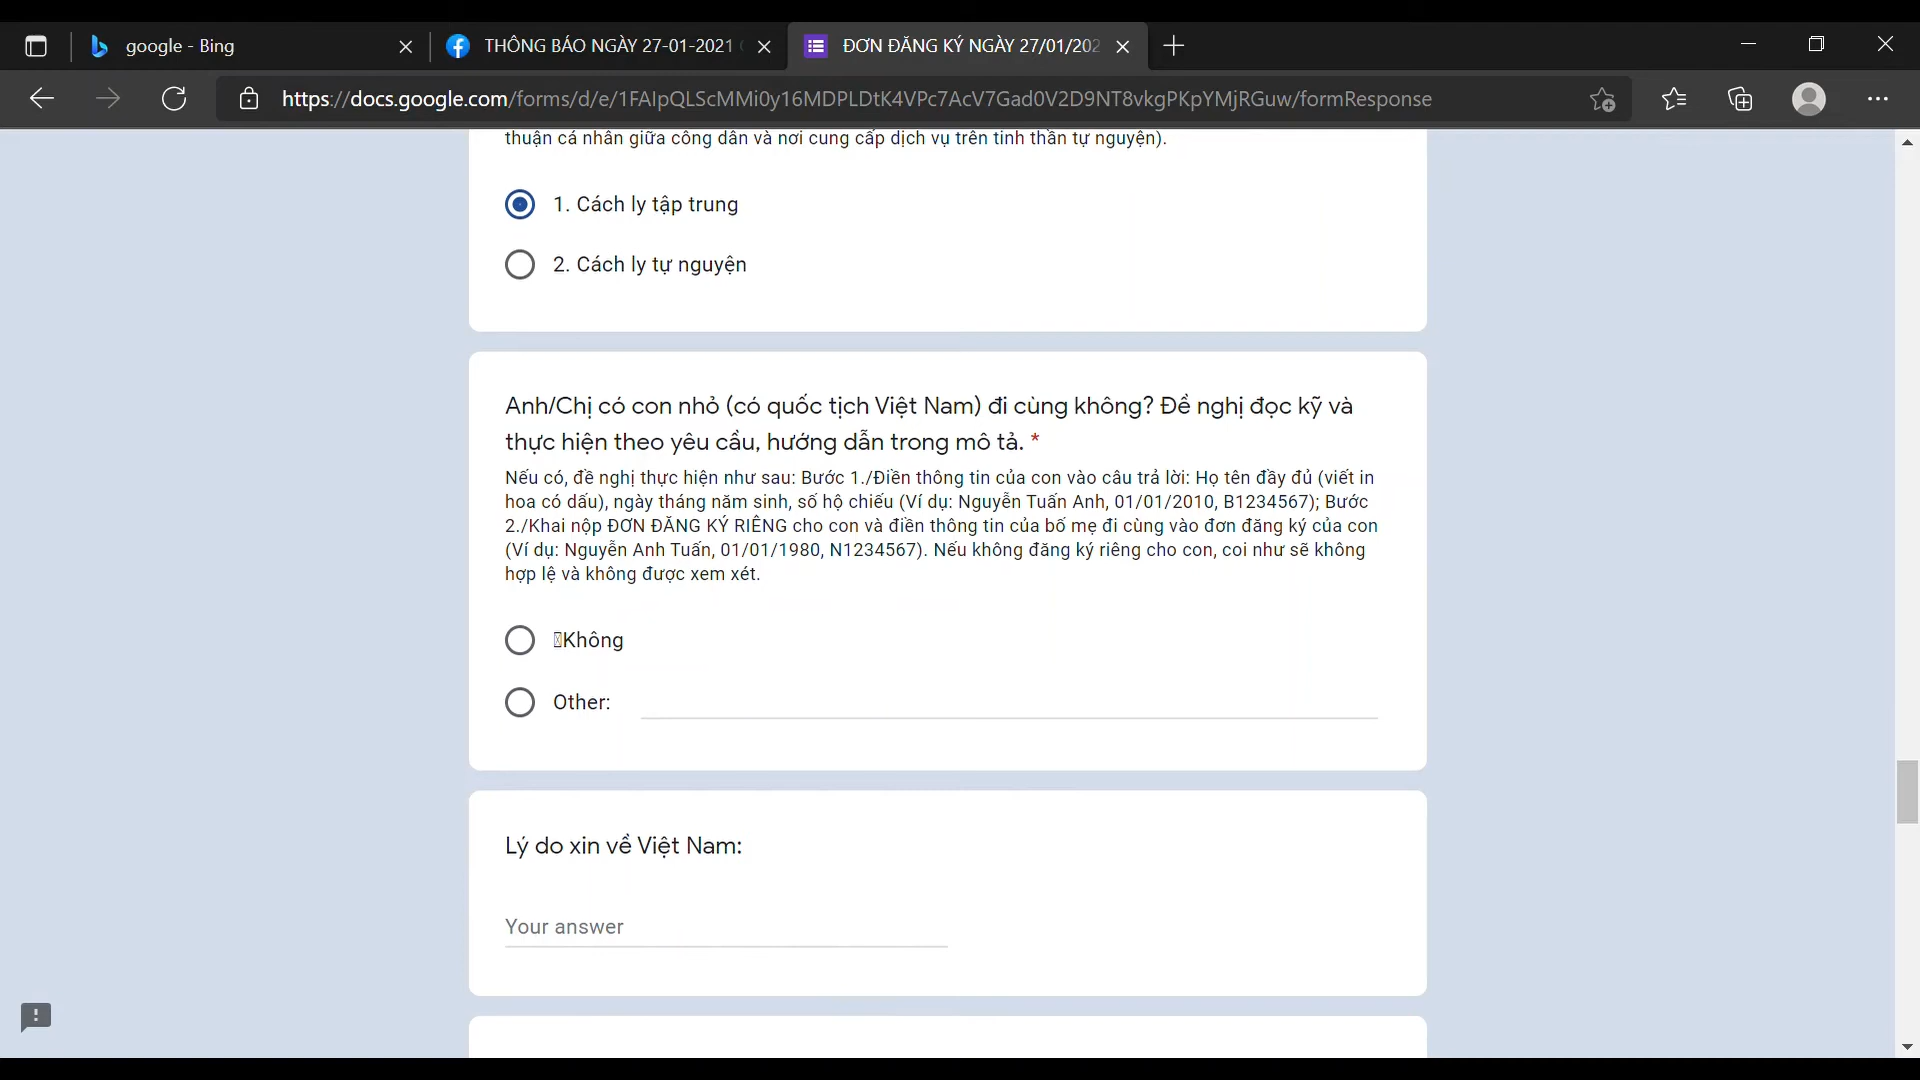 google - Bing
THÔNG BÁO NGÀY 27-01-2021
ĐƠN ĐĂNG KÝ NGÀY 27/01/202
https://docs.google.com/forms/d/e/1FAIpQLScMMi0y16MDPLDtK4VPc7AcV7Gad0V2D9NT8vkgPKpYMjRGuw/formResponse
thuận cá nhân giữa công dân và nơi cung cấp dịch vụ trên tinh thần tự nguyện).
1. Cách ly tập trung
2. Cách ly tự nguyện
Anh/Chị có con nhỏ (có quốc tịch Việt Nam) đi cùng không? Đề nghị đọc kỹ và
thực hiện theo yêu cầu, hướng dẫn trong mô tả. *
Nếu có, đề nghị thực hiện như sau: Bước 1./Điền thông tin của con vào câu trả lời: Họ tên đầy đủ (viết in
hoa có dấu), ngày tháng năm sinh, số hộ chiếu (Ví dụ: Nguyễn Tuấn Anh, 01/01/2010, B1234567); Bước
2./Khai nộp ĐƠN ĐĂNG KÝ RIÊNG cho con và điền thông tin của bố mẹ đi cùng vào đơn đăng ký của con
(Ví dụ: Nguyễn Anh Tuấn, 01/01/1980, N1234567). Nếu không đăng ký riêng cho con, coi như sẽ không
hợp lệ và không được xem xét.
Không
Other:
Lý do xin về Việt Nam:
Your answer